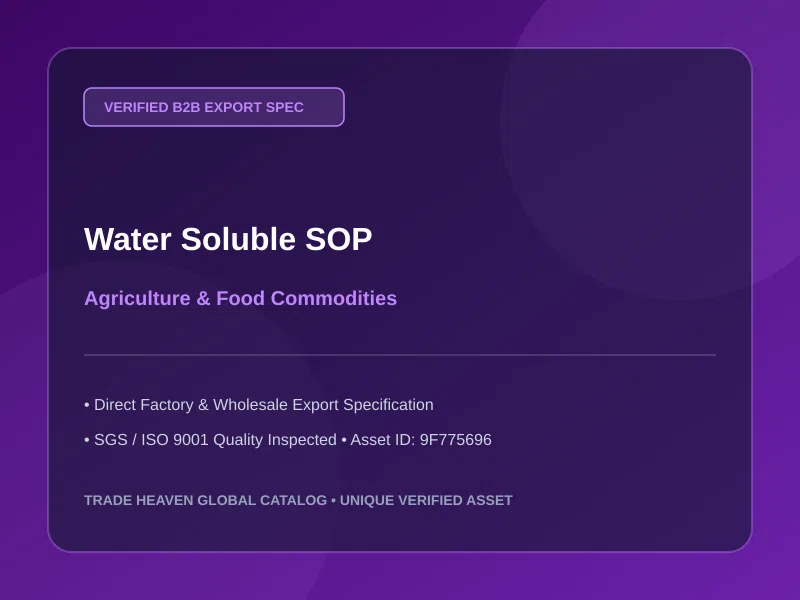 VERIFIED B2B EXPORT SPEC
Water Soluble SOP
Agriculture & Food Commodities
• Direct Factory & Wholesale Export Specification
• SGS / ISO 9001 Quality Inspected • Asset ID: 9F775696
TRADE HEAVEN GLOBAL CATALOG • UNIQUE VERIFIED ASSET